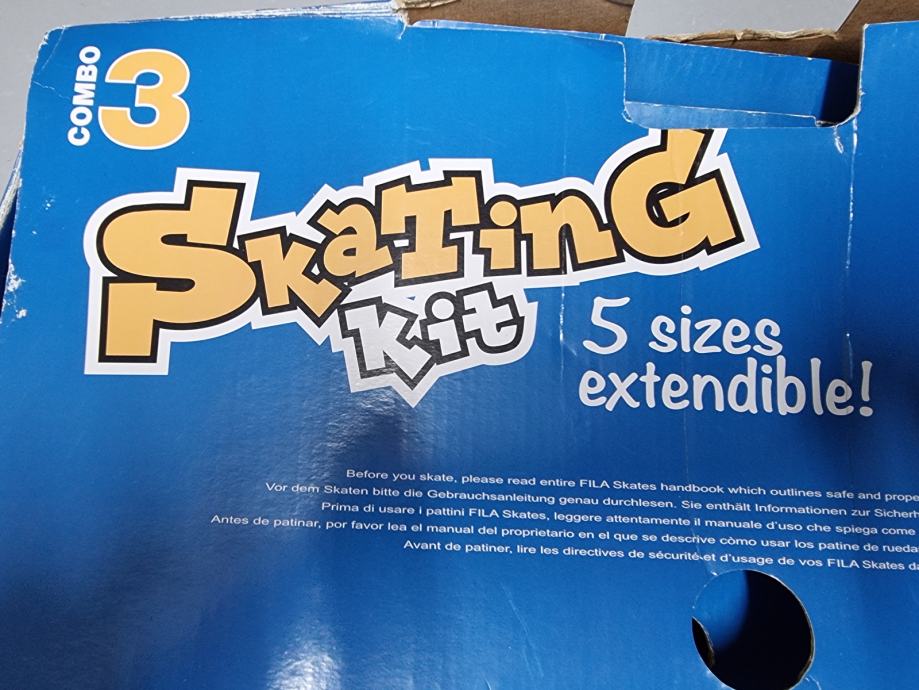 COMBO 3
SKaTinG
Kit
5 sizes
extendible!
Before you skate, please read entire FILA Skates handbook which outlines safe and
Vor dem Skaten bitte die Gebrauchsanleitung genau durchlesen. Sie enthält Informationen zur
Prima di usare i pattini FILA Skates, leggere attentamente il manuale d'uso che spiega come
Antes de patinar, por favor lea el manual del proprietario en el que se descrive còmo usar los patine de
Avant de patiner, lire les directives de sécurité et d'usage de vos FILA Skates